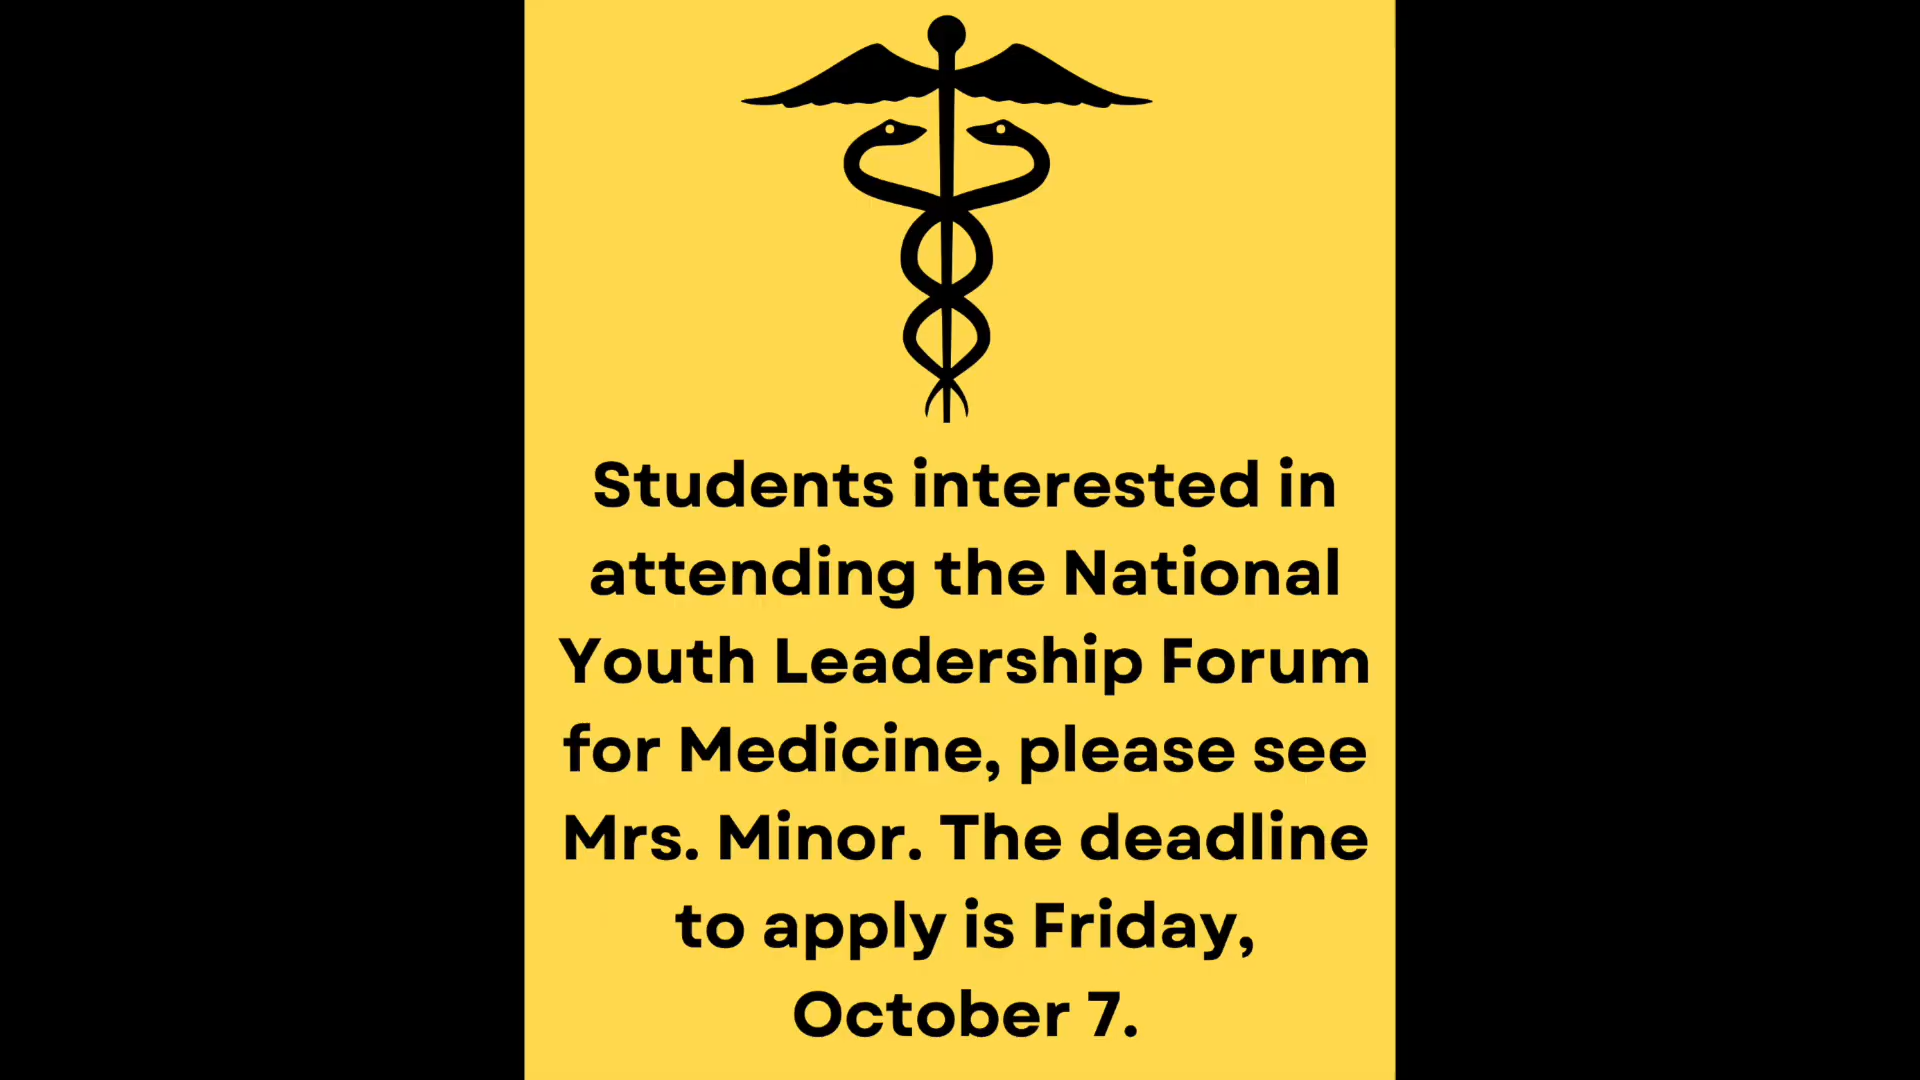 Students interested in
attending the National
Youth Leadership Forum
for Medicine, please see
Mrs. Minor. The deadline
to apply is Friday,
October 7.